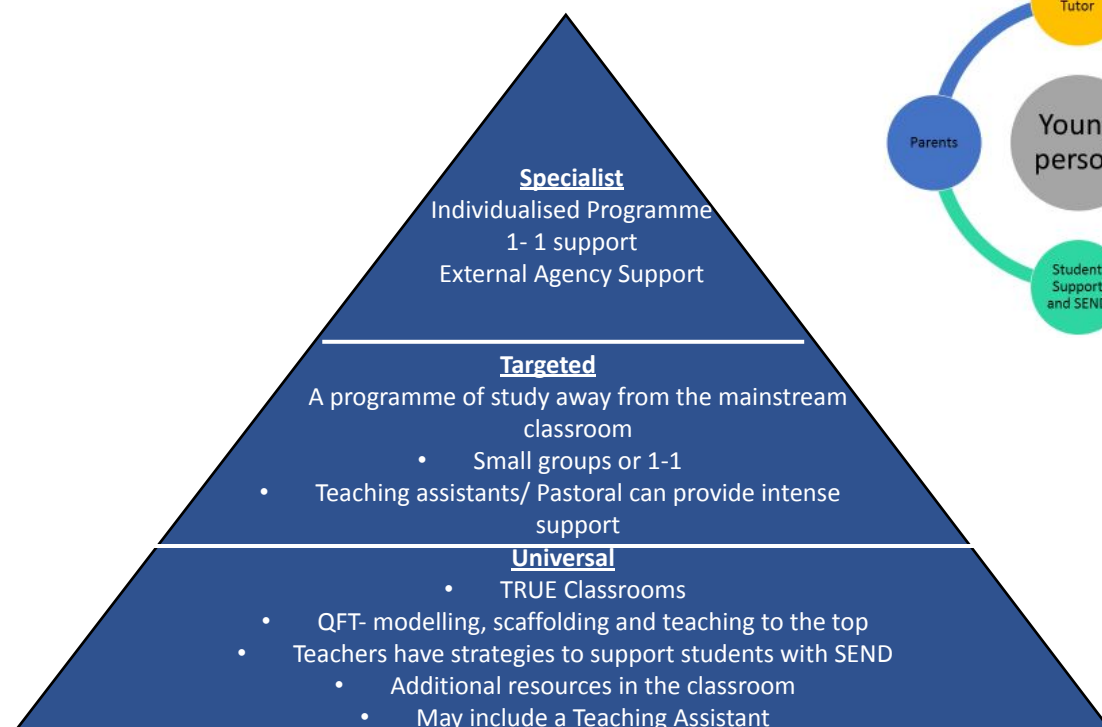 Specialist
Individualised Programme
1- 1 support
External Agency Support
Targeted
A programme of study away from the mainstream
classroom
• Small groups or 1-1
• Teaching assistants/ Pastoral can provide intense
support
Universal
• TRUE Classrooms
• QFT- modelling, scaffolding and teaching to the top
• Teachers have strategies to support students with SEND
• Additional resources in the classroom
• May include a Teaching Assistant
Tutor
Parents
Youn
perso
Student
Support
and SEND